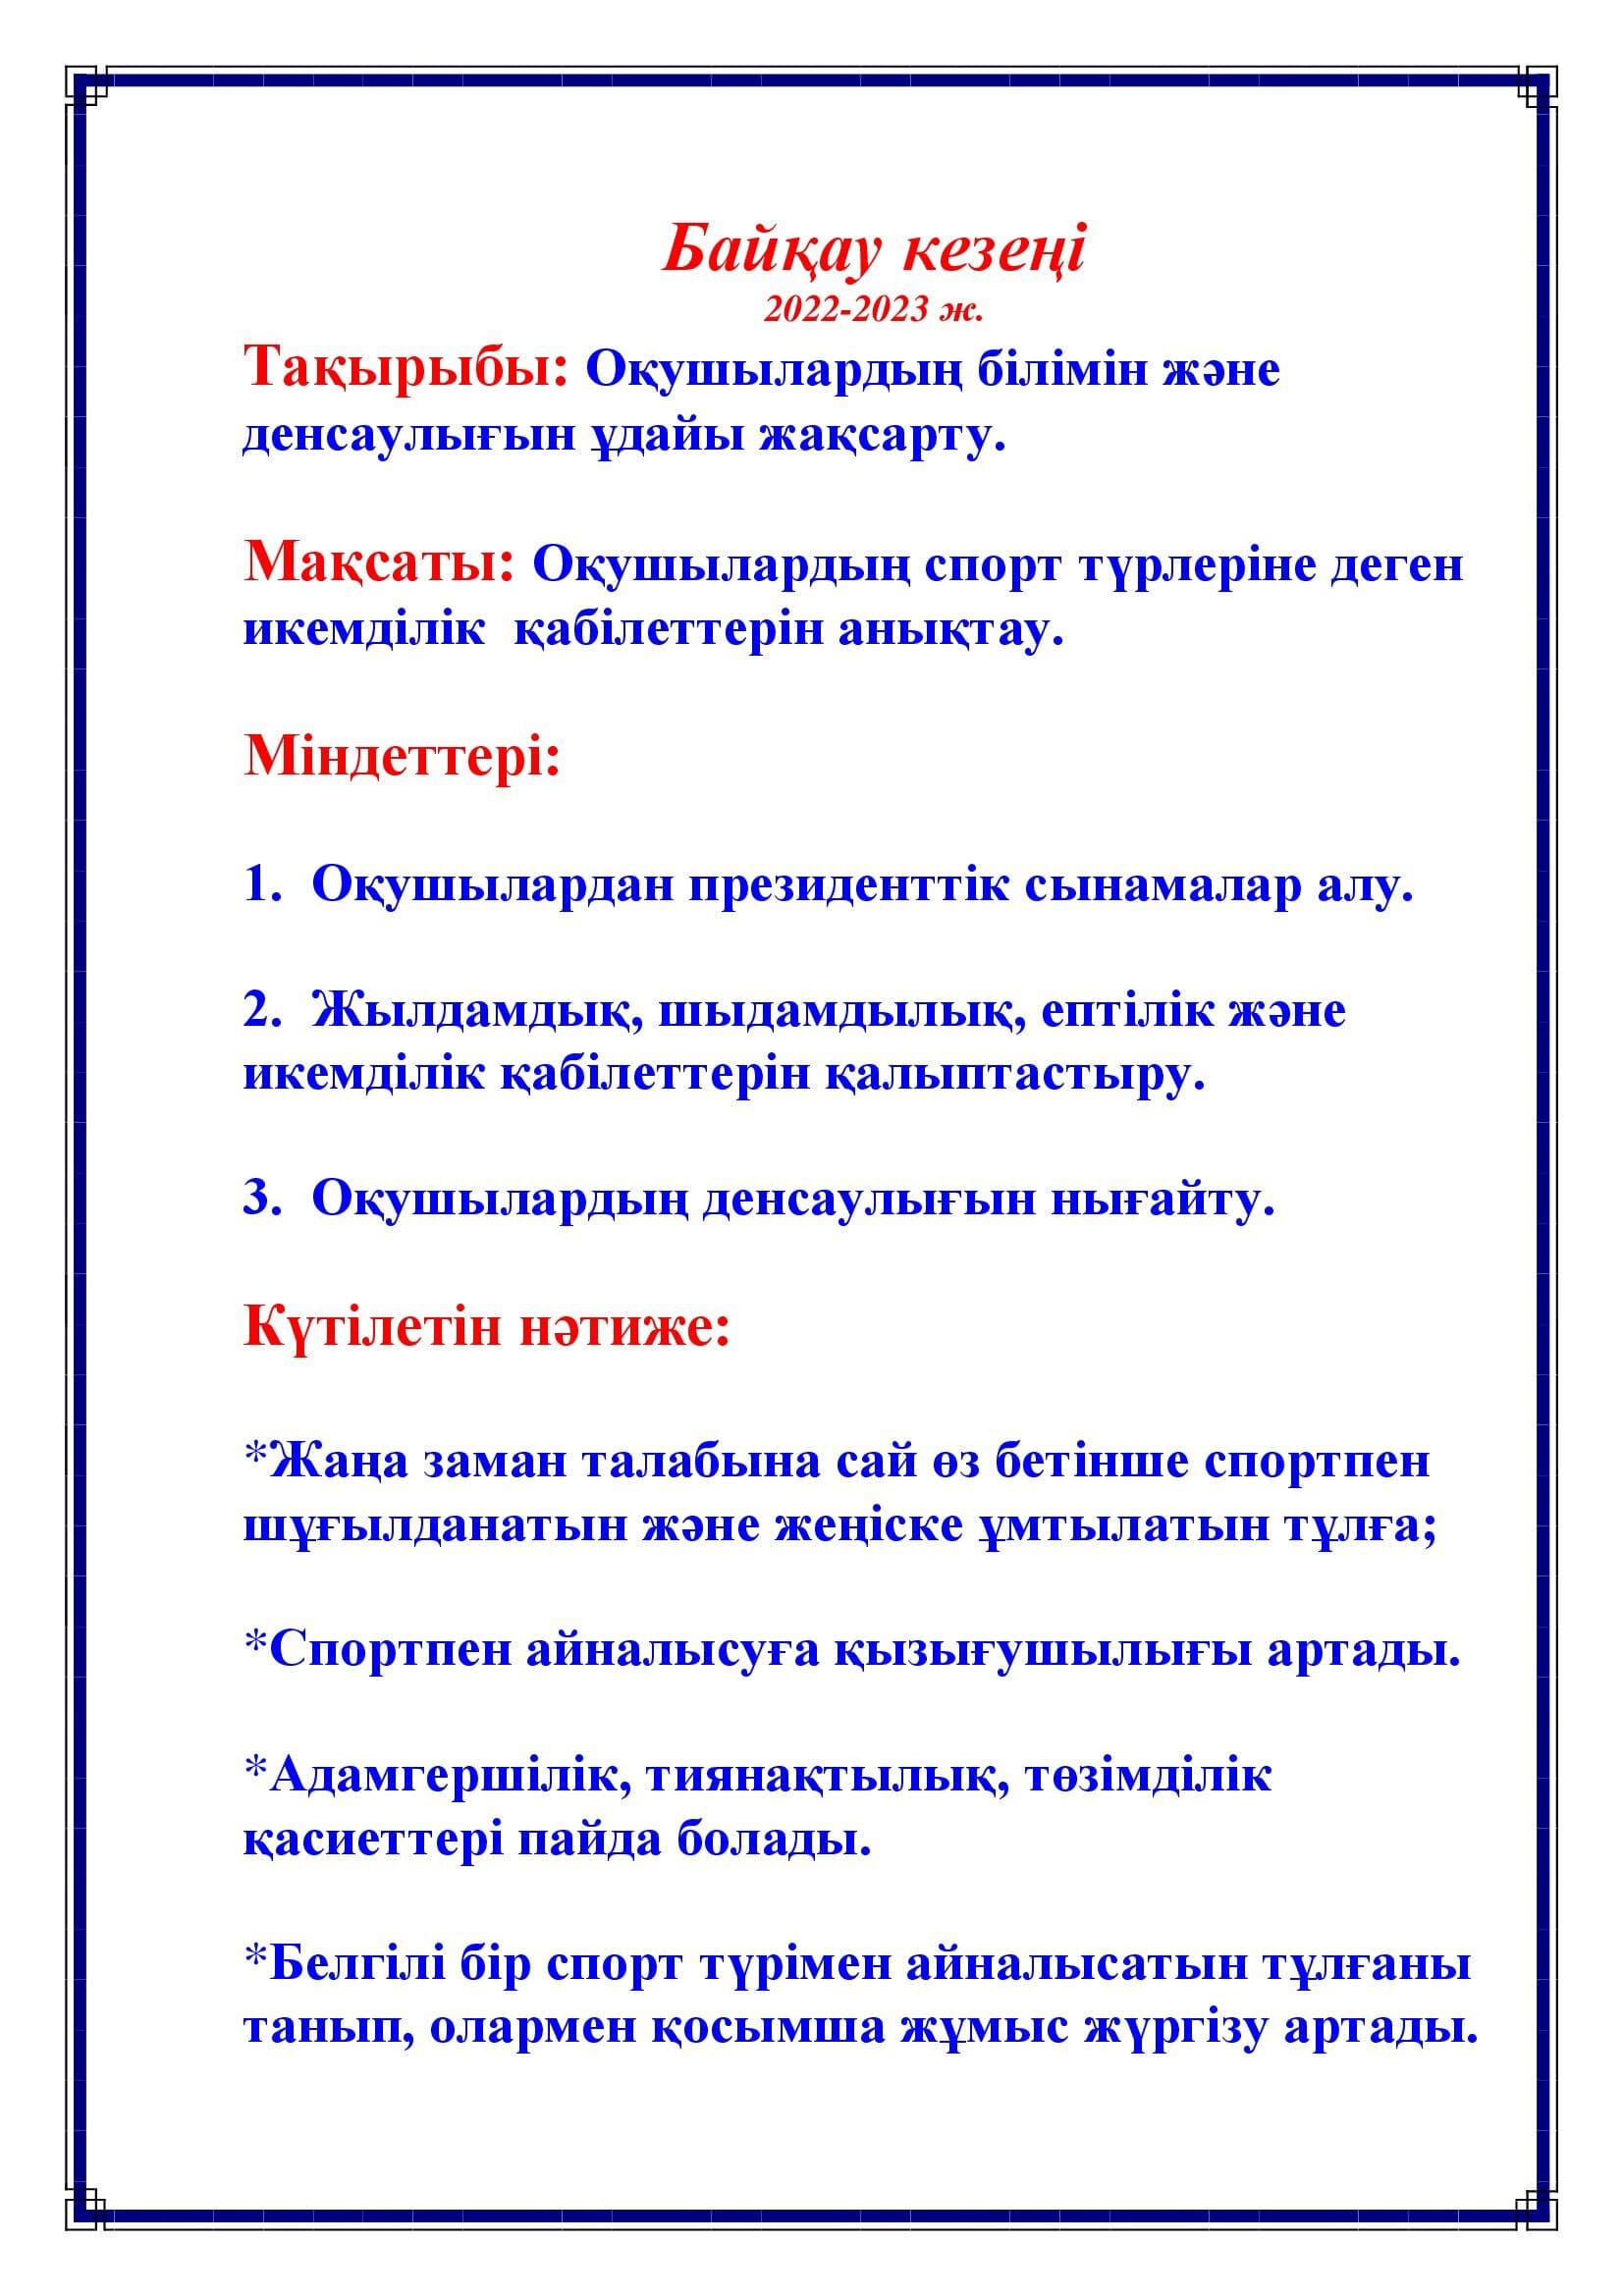 Байқау кезеңі
2022-2023 ж.
Тақырыбы: Оқушылардың білімін және
денсаулығын ұдайы жақсарту.
Мақсаты: Оқушылардың спорт түрлеріне деген
икемділік қабілеттерін анықтау.
Міндеттері:
1. Оқушылардан президенттік сынамалар алу.
2. Жылдамдық, шыдамдылық, ептілік және
икемділік қабілеттерін қалыптастыру.
3. Оқушылардың денсаулығын нығайту.
Күтілетін нәтиже:
*Жаңа заман талабына сай өз бетінше спортпен
шұғылданатын және жеңіске ұмтылатын тұлға;
*Спортпен айналысуға қызығушылығы артады.
*Адамгершілік, тиянақтылық, төзімділік
қасиеттері пайда болады.
*Белгілі бір спорт түрімен айналысатын тұлғаны
танып, олармен қосымша жұмыс жүргізу артады.